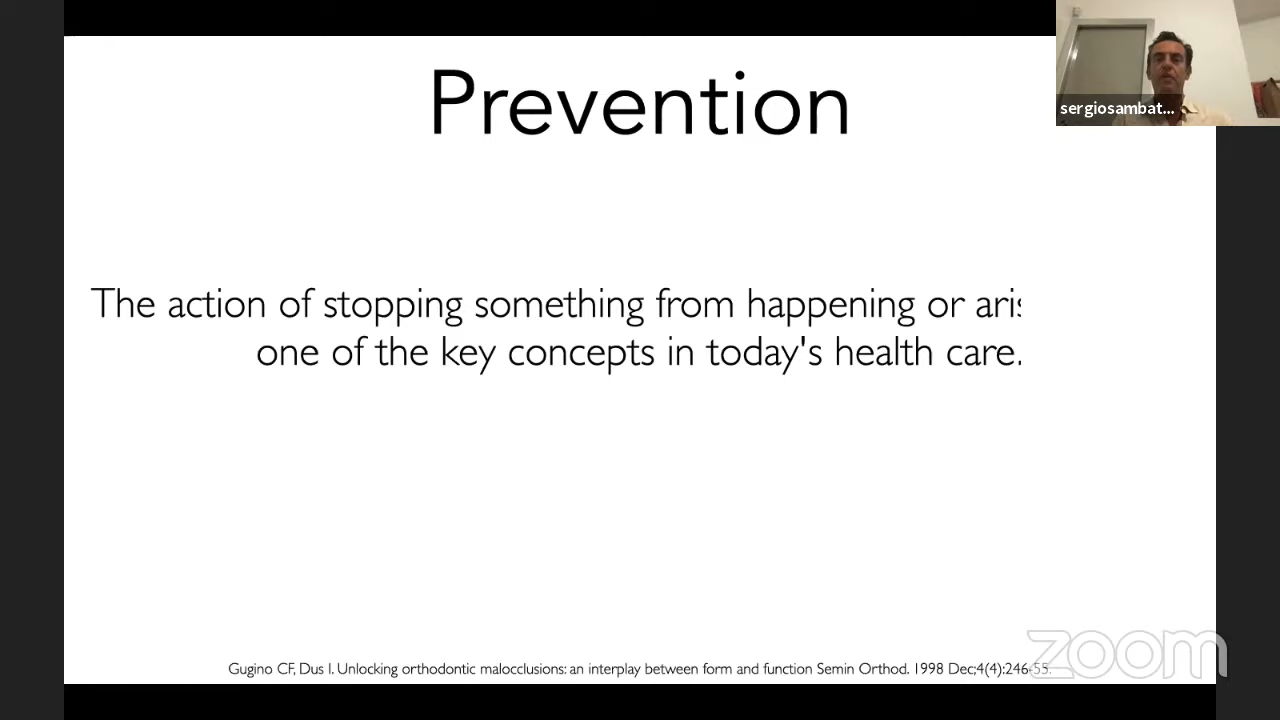 Prevention
sergiosambat...
The action of stopping something from happening or
one of the key concepts in today's health care.
Gugino CF, Dus I. Unlocking orthodontic malocclusions: an interplay between form and function Semin Orthod. 1998 Dec;4(4):246-55.
zoom